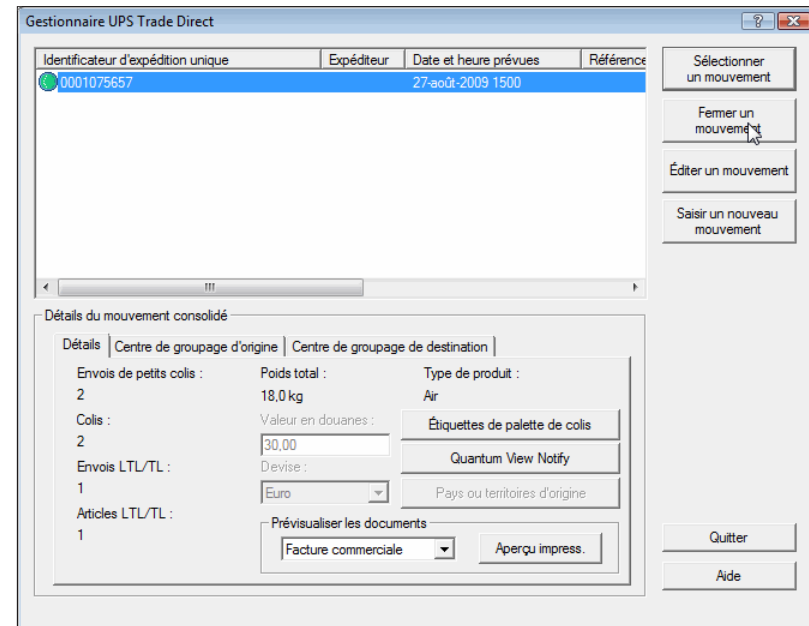 Gestionnaire UPS Trade Direct
Identificateur d'expédition unique Expéditeur Date et heure prévues Référence
0001075657 27-août-2009 1500
Sélectionner
un mouvement
Fermer un
mouvement
Éditer un mouvement
Saisir un nouveau
mouvement
Détails du mouvement consolidé
Détails Centre de groupage d'origine Centre de groupage de destination
Envois de petits colis : Poids total : Type de produit :
2 18,0 kg Air
Colis : Valeur en douanes : Étiquettes de palette de colis
2 30,00
Envois LTL/TL : Devise : Quantum View Notify
1 Euro Pays ou territoires d'origine
Articles LTL/TL :
1
Prévisualiser les documents
Facture commerciale Aperçu impress.
Quitter
Aide